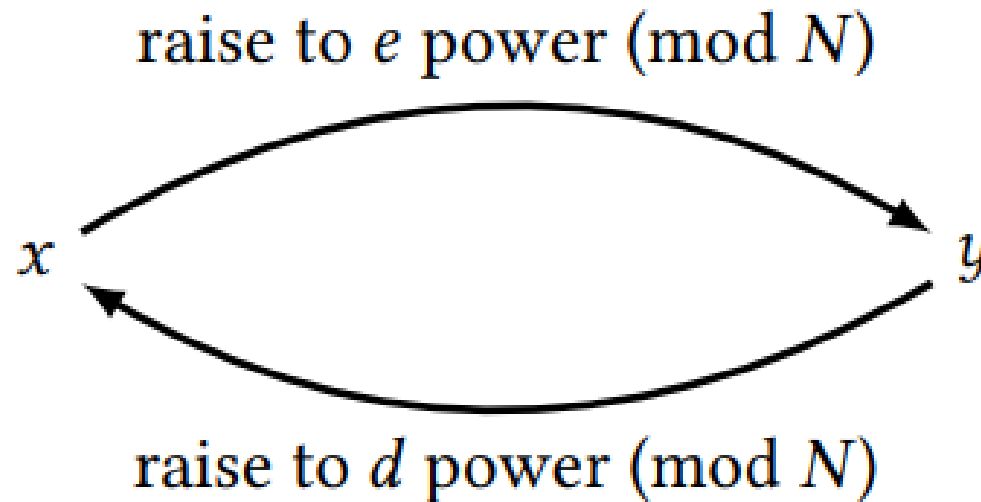 raise to e power (mod N)
x
y
raise to d power (mod N)